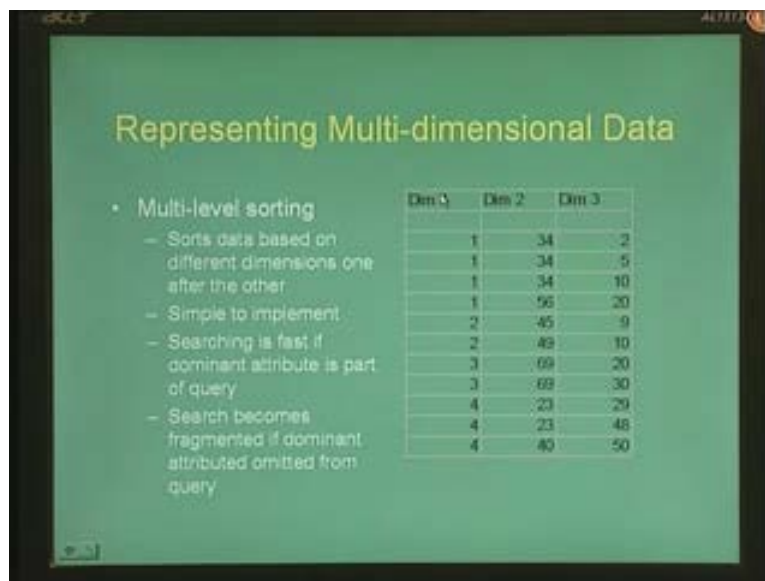 acer
Representing Multi-dimensional Data
• Multi-level sorting
– Sorts data based on
different dimensions one
after the other
– Simple to implement
– Searching is fast if
dominant attribute is part
of query
– Search becomes
fragmented if dominant
attributed omitted from
query
Dim 1 Dim 2 Dim 3
1 34 2
1 34 5
1 34 10
1 56 20
2 45 9
2 49 10
3 69 20
3 69 30
4 23 29
4 23 48
4 40 50